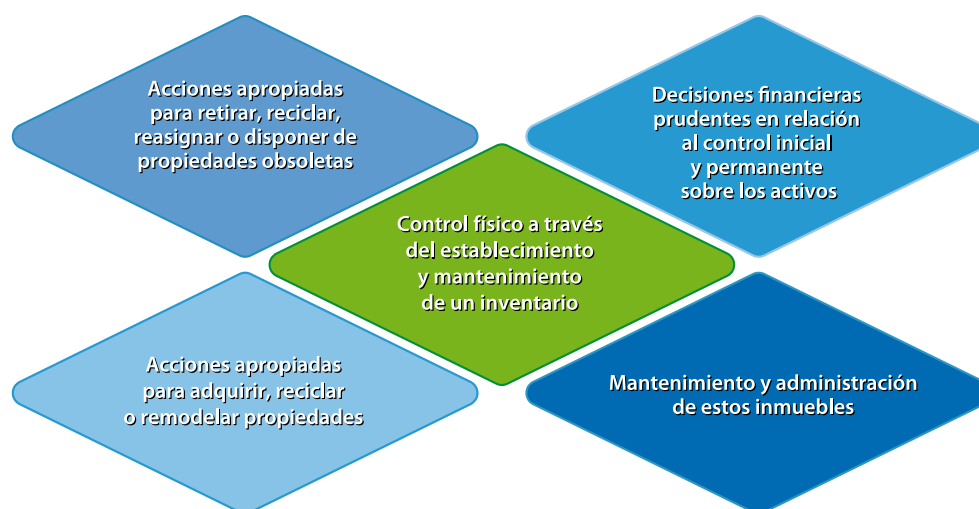 Acciones apropiadas
para retirar, reciclar,
reasignar o disponer de
propiedades obsoletas
Decisiones financieras
prudentes en relación
al control inicial
y permanente
sobre los activos
Control físico a través
del establecimiento
y mantenimiento
de un inventario
Acciones apropiadas
para adquirir, reciclar
o remodelar propiedades
Mantenimiento y administración
de estos inmuebles